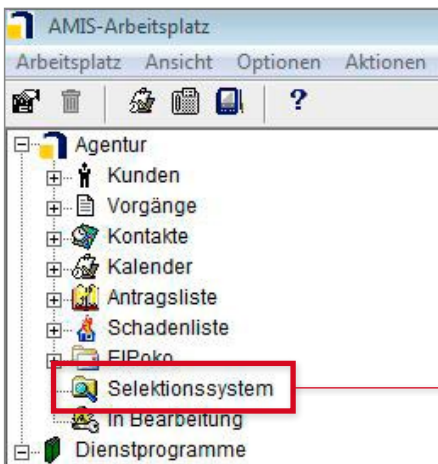 AMIS-Arbeitsplatz
Arbeitsplatz Ansicht Optionen Aktionen
?
Agentur
Kunden
Vorgänge
Kontakte
Kalender
Antragsliste
Schadenliste
ElPoko
Selektionssystem
In Bearbeitung
Dienstprogramme